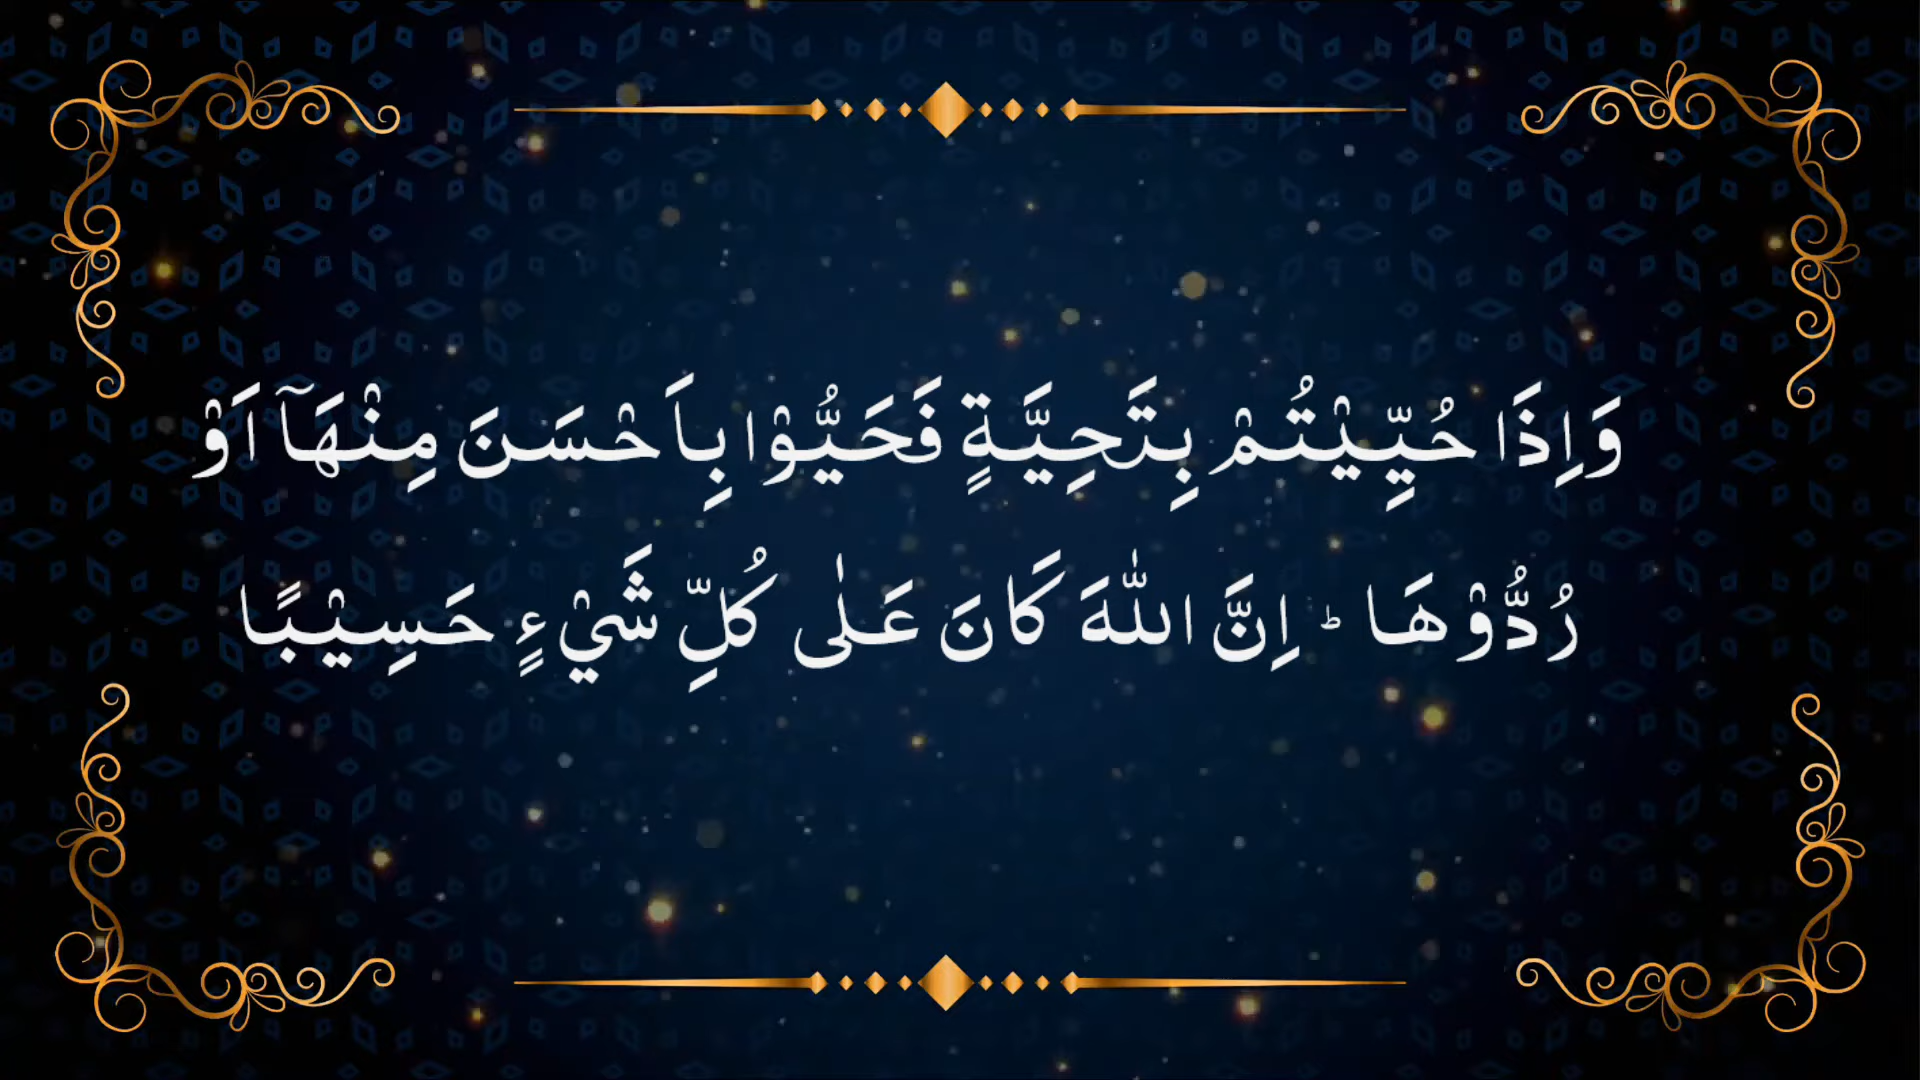 وَاِذَا حُيِّيْتُمْ بِتَحِيَّةٍ فَحَيُّوْا بِاَحْسَنَ مِنْهَآ اَوْ
رُدُّوْهَا ؕ اِنَّ اللّٰهَ كَانَ عَلٰى كُلِّ شَيْءٍ حَسِيْبًا